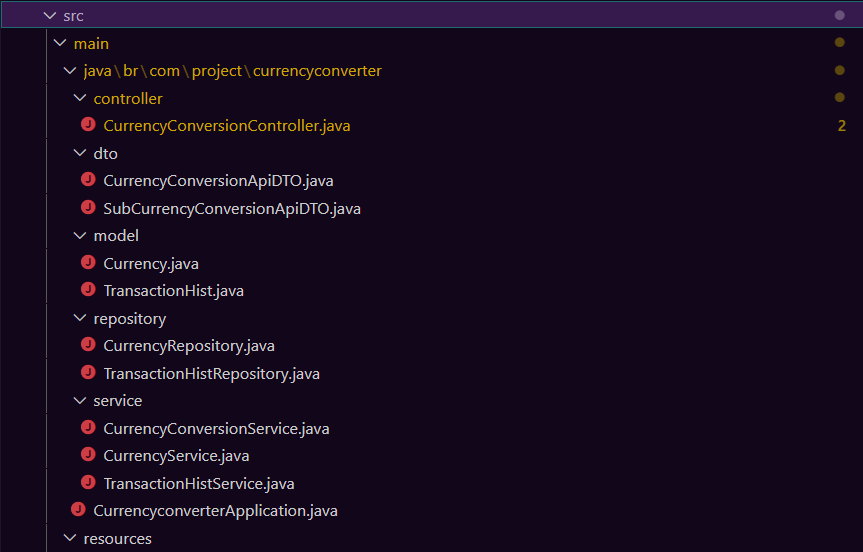 src
main
java\br\com\project\currencyconverter
controller
CurrencyConversionController.java 2
dto
CurrencyConversionApiDTO.java
SubCurrencyConversionApiDTO.java
model
Currency.java
TransactionHist.java
repository
CurrencyRepository.java
TransactionHistRepository.java
service
CurrencyConversionService.java
CurrencyService.java
TransactionHistService.java
CurrencyconverterApplication.java
resources